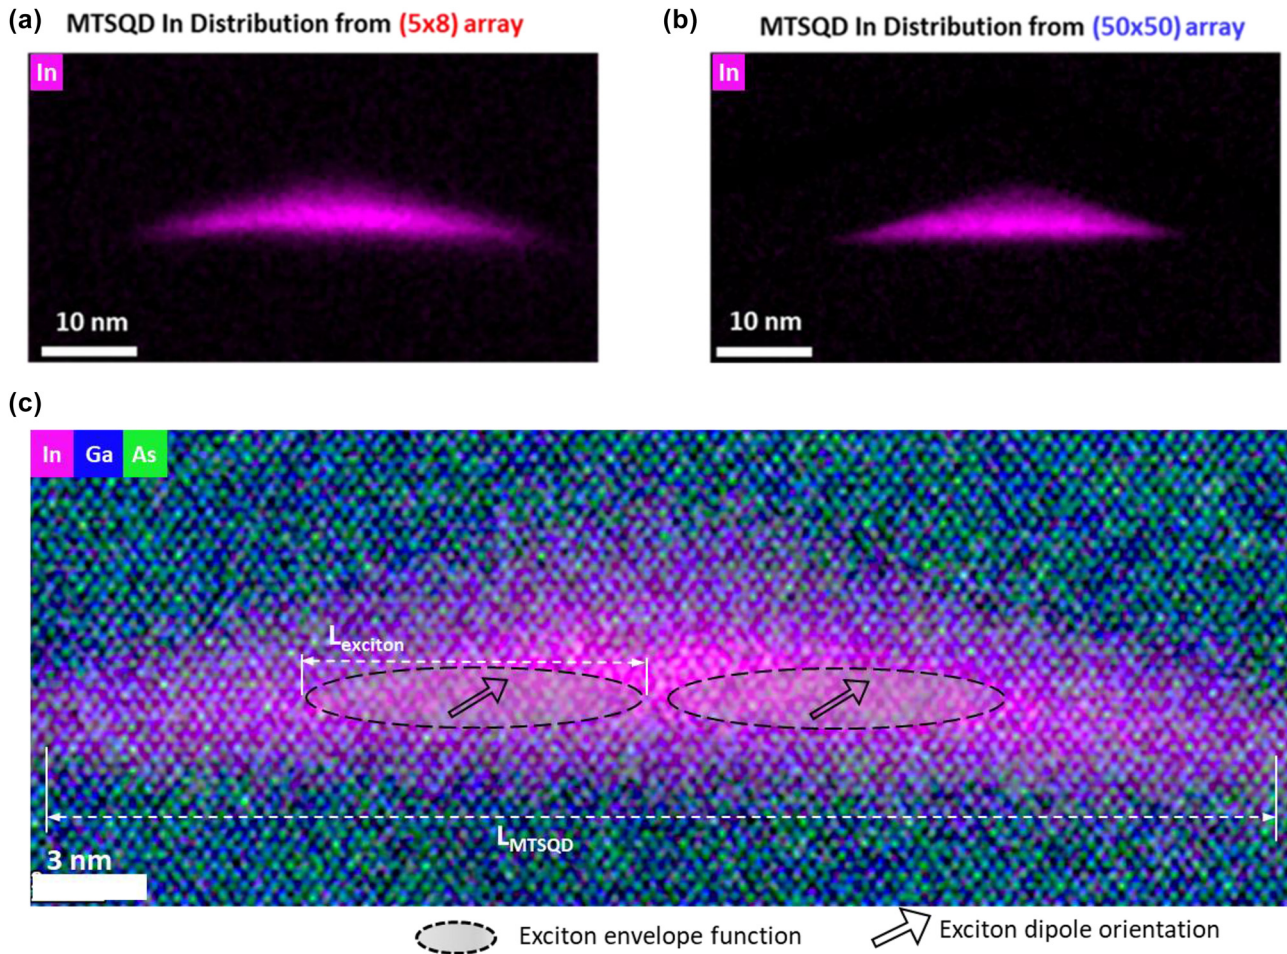 (a) MTSQD In Distribution from (5x8) array
In
10 nm
(b) MTSQD In Distribution from (50x50) array
In
10 nm
(c)
In Ga As
Lexciton
LMTSQD
3 nm
Exciton envelope function
Exciton dipole orientation